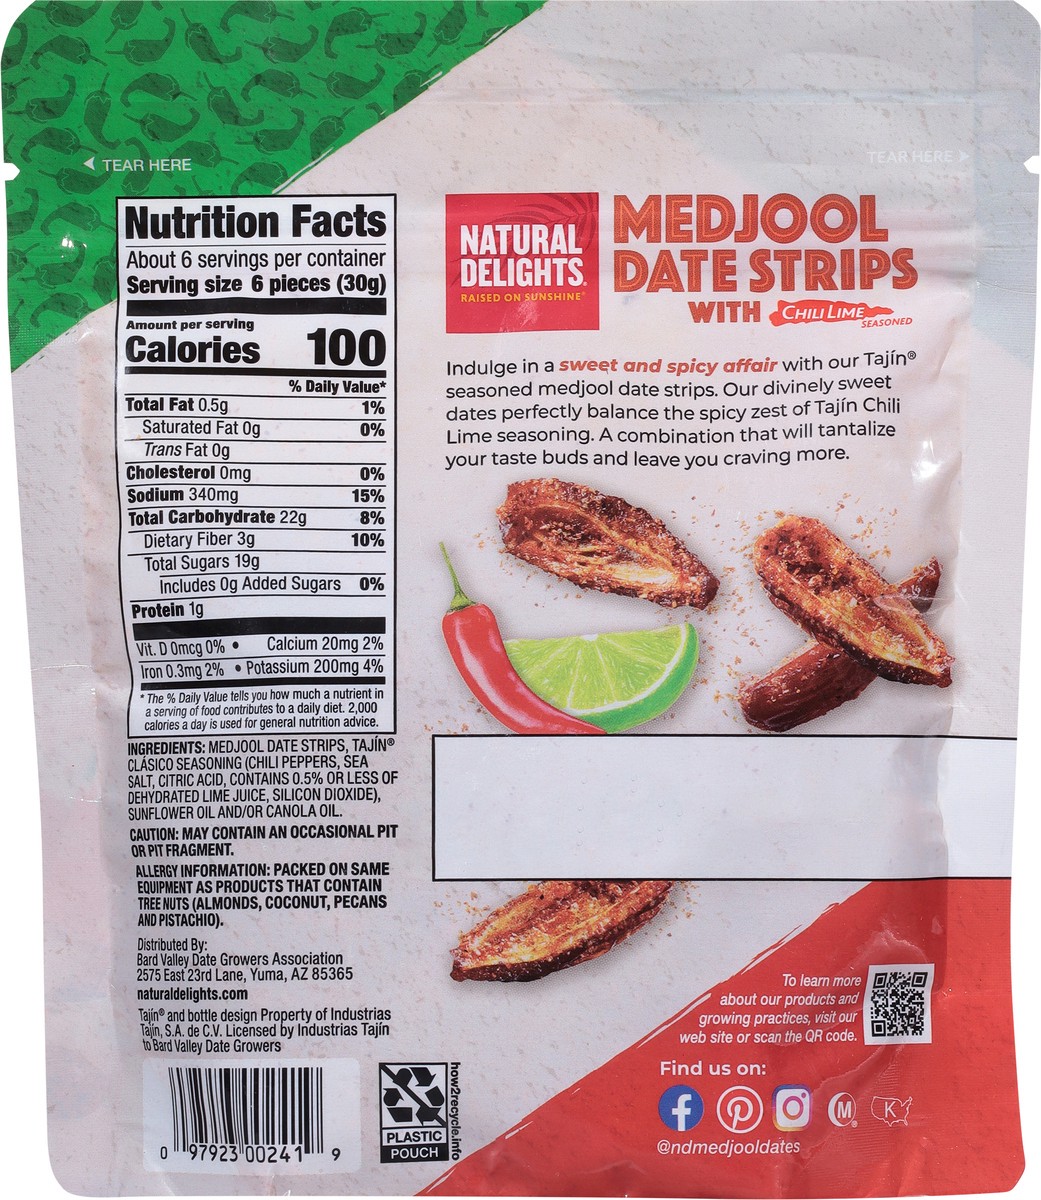 TEAR HERE
TEAR HERE
Nutrition Facts
About 6 servings per container
Serving size 6 pieces (30g)
Amount per serving
Calories 100
% Daily Value*
Total Fat 0.5g 1%
Saturated Fat 0g 0%
Trans Fat 0g
Cholesterol 0mg 0%
Sodium 340mg 15%
Total Carbohydrate 22g 8%
Dietary Fiber 3g 10%
Total Sugars 19g
Includes 0g Added Sugars 0%
Protein 1g
Vit. D 0mcg 0% • Calcium 20mg 2%
Iron 0.3mg 2% • Potassium 200mg 4%
* The % Daily Value tells you how much a nutrient in
a serving of food contributes to a daily diet. 2,000
calories a day is used for general nutrition advice.
INGREDIENTS: MEDJOOL DATE STRIPS, TAJÍN®
CLÁSICO SEASONING (CHILI PEPPERS, SEA
SALT, CITRIC ACID, CONTAINS 0.5% OR LESS OF
DEHYDRATED LIME JUICE, SILICON DIOXIDE),
SUNFLOWER OIL AND/OR CANOLA OIL.
CAUTION: MAY CONTAIN AN OCCASIONAL PIT
OR PIT FRAGMENT.
ALLERGY INFORMATION: PACKED ON SAME
EQUIPMENT AS PRODUCTS THAT CONTAIN
TREE NUTS (ALMONDS, COCONUT, PECANS
AND PISTACHIO).
Distributed By:
Bard Valley Date Growers Association
2575 East 23rd Lane, Yuma, AZ 85365
naturaldelights.com
Tajín® and bottle design Property of Industrias
Tajín, S.A. de C.V. Licensed by Industrias Tajín
to Bard Valley Date Growers
0 97923 00241 9
how2recycle.info
PLASTIC
POUCH
NATURAL
DELIGHTS®
RAISED ON SUNSHINE®
MEDJOOL
DATE STRIPS
WITH CHILI LIME
SEASONED
Indulge in a sweet and spicy affair with our Tajín®
seasoned medjool date strips. Our divinely sweet
dates perfectly balance the spicy zest of Tajín Chili
Lime seasoning. A combination that will tantalize
your taste buds and leave you craving more.
To learn more
about our products and
growing practices, visit our
web site or scan the QR code.
Find us on:
M®
K
@ndmedjooldates